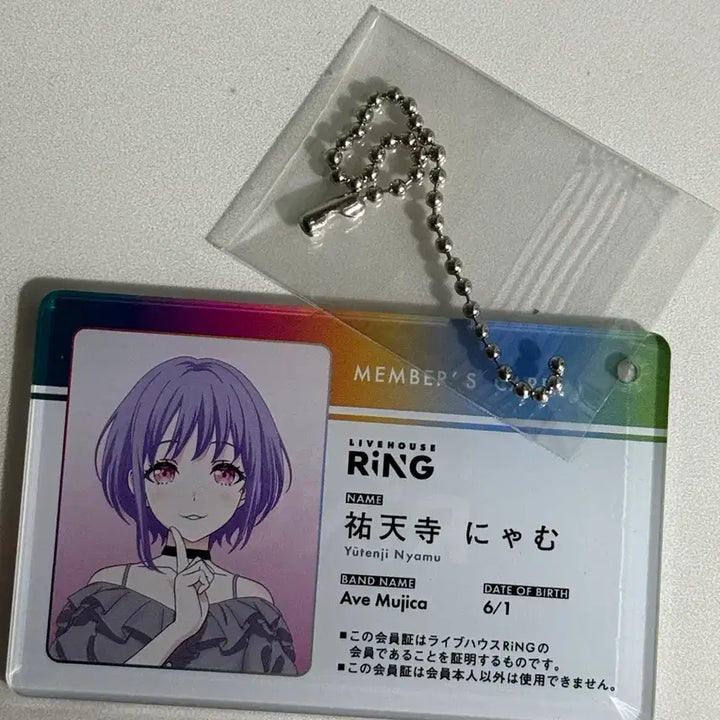 MEMBER'S CARD
LIVEHOUSE
RiNG
NAME
祐天寺 にゃむ
Yūtenji Nyamu
BAND NAME
Ave Mujica
DATE OF BIRTH
6/1
■この会員証はライブハウスRiNGの
会員であることを証明するものです。
■この会員証は会員本人以外は使用できません。